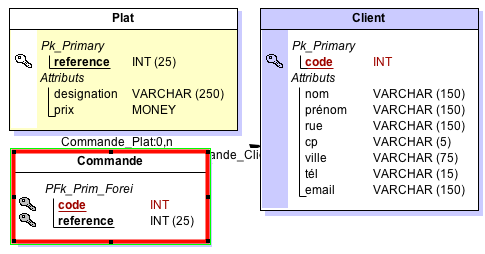 Plat
Pk_Primary
reference INT (25)
Attributs
designation VARCHAR (250)
prix MONEY
Client
Pk_Primary
code INT
Attributs
nom VARCHAR (150)
prénom VARCHAR (150)
rue VARCHAR (150)
cp VARCHAR (5)
ville VARCHAR (75)
tél VARCHAR (15)
email VARCHAR (150)
Commande_Plat:0,n
Commande
PFk_Prim_Forei
code INT
reference INT (25)